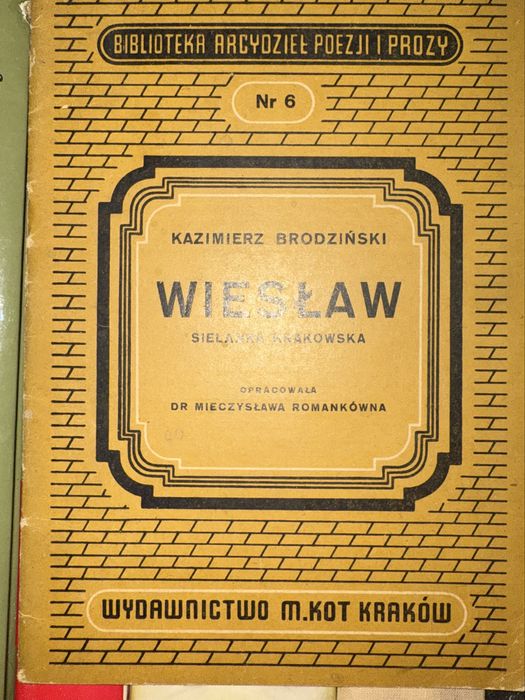 BIBLIOTEKA ARCYDZIEŁ POEZJI I PROZY
Nr 6
KAZIMIERZ BRODZIŃSKI
WIESŁAW
SIELANKA KRAKOWSKA
OPRACOWAŁA
DR MIECZYSŁAWA ROMANKÓWNA
WYDAWNICTWO M.KOT KRAKÓW